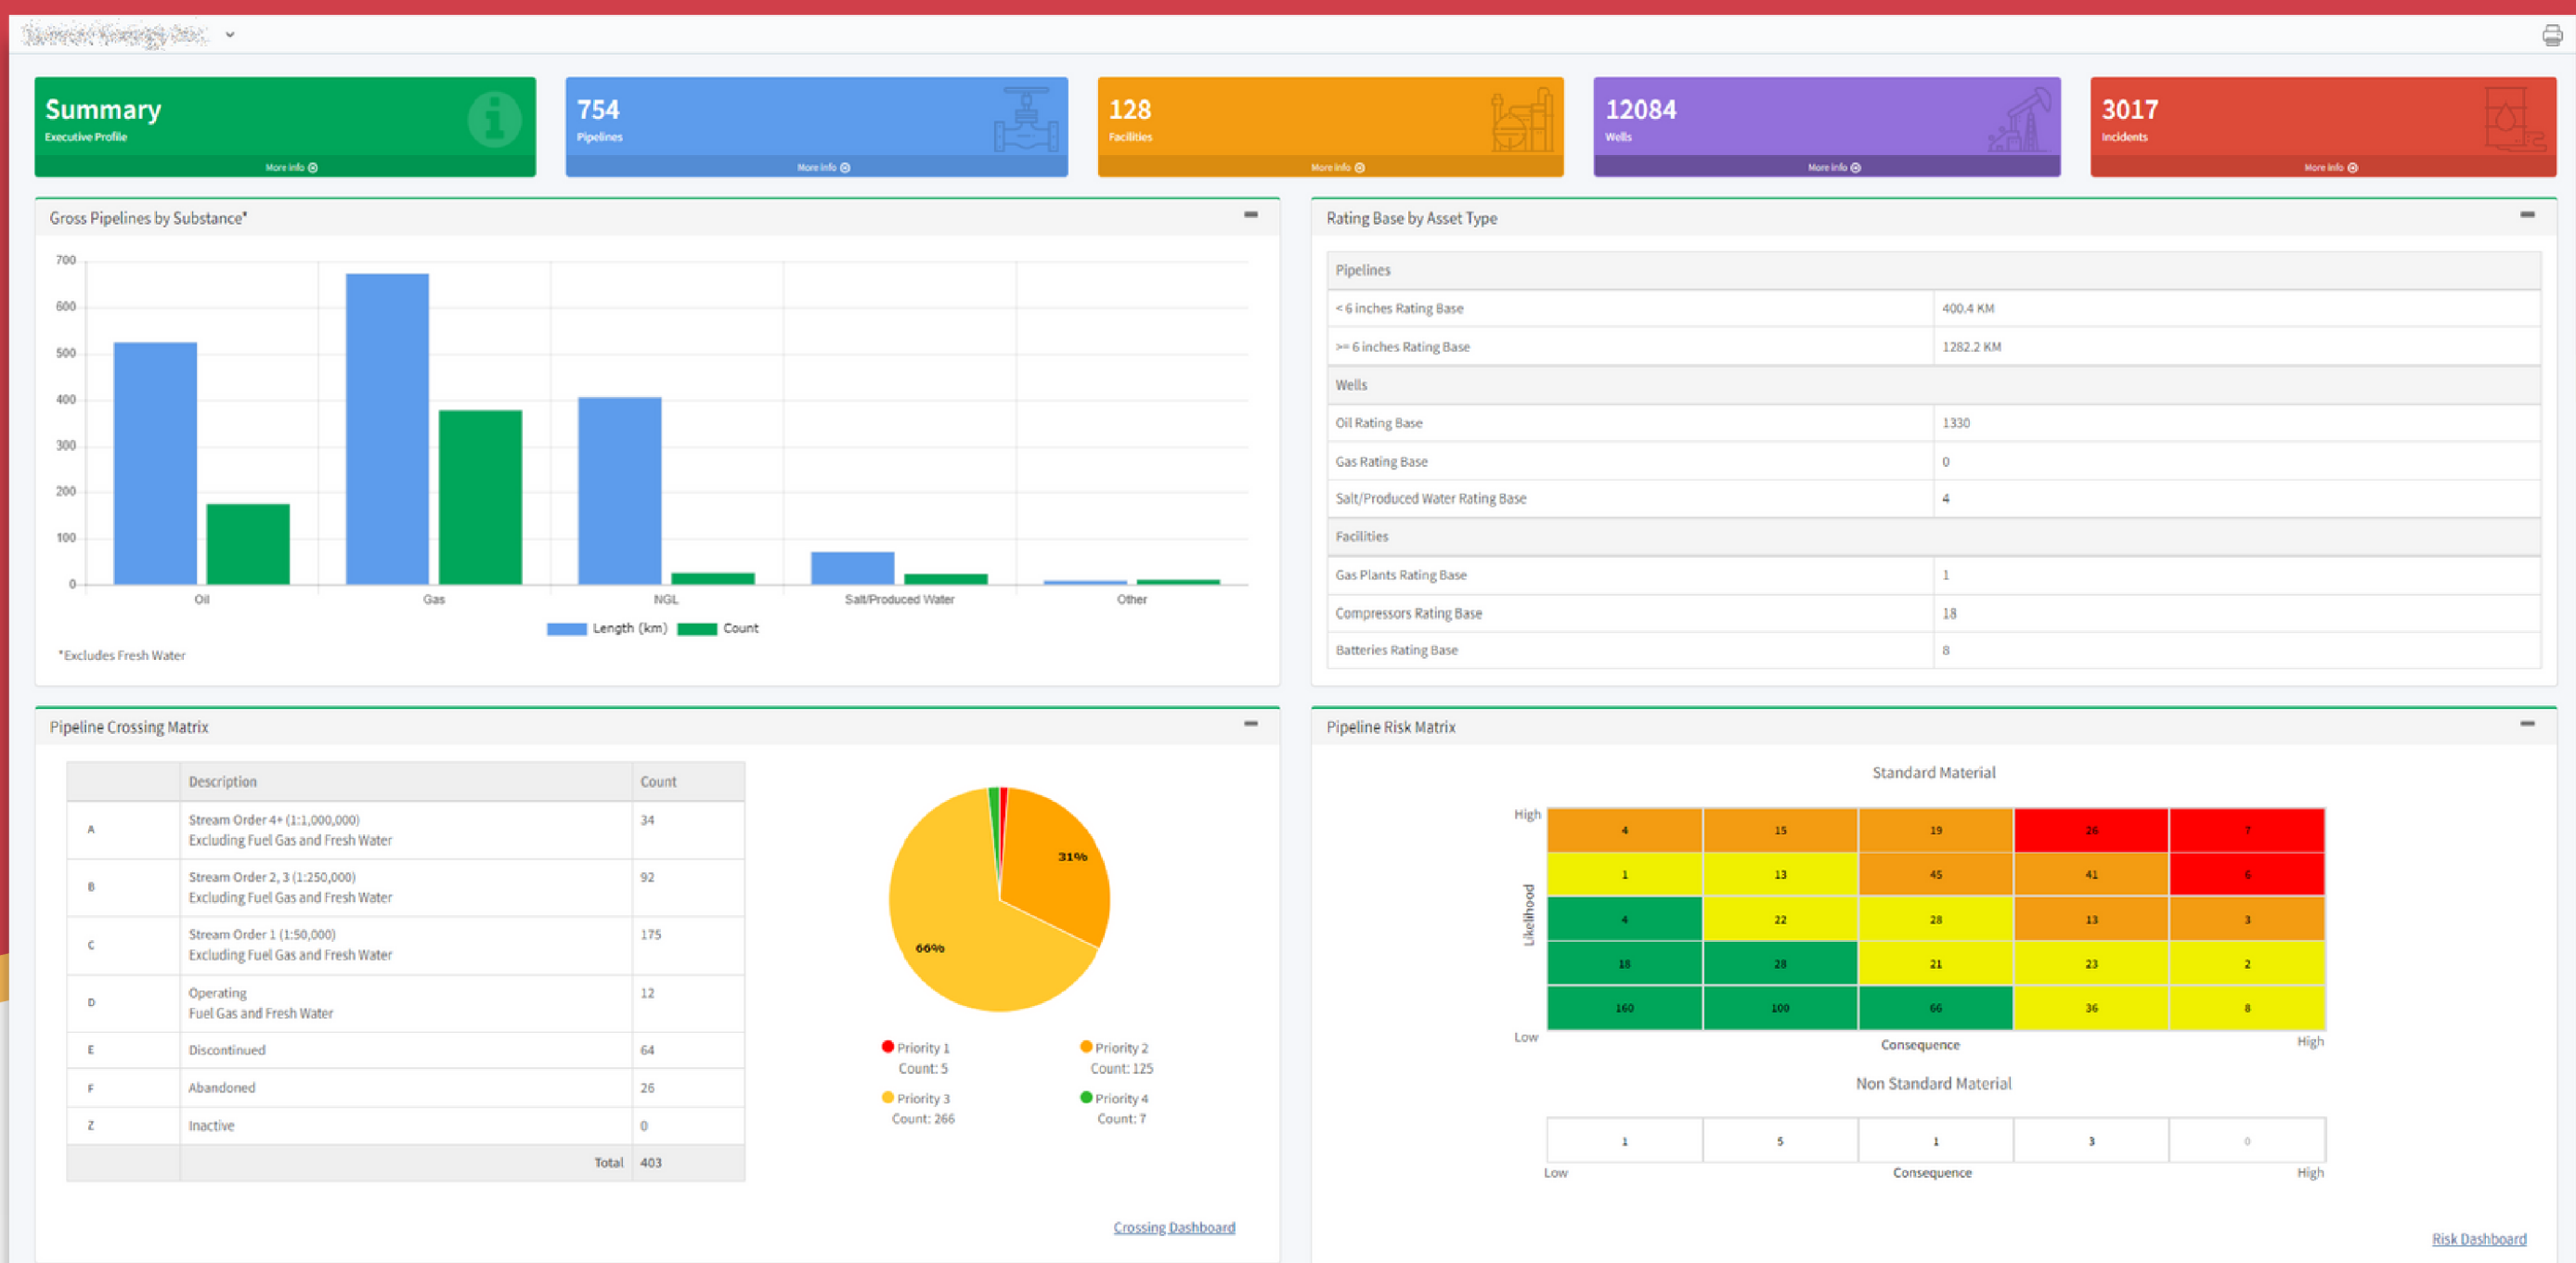 Summary
Executive Profile
More info
754
Pipelines
More info
128
Facilities
More info
12084
Wells
More info
3017
Incidents
More info
Gross Pipelines by Substance*
700
600
500
400
300
200
100
0
Oil Gas NGL Salt/Produced Water Other
Length (km) Count
*Excludes Fresh Water
Rating Base by Asset Type
Pipelines
< 6 inches Rating Base 400.4 KM
>= 6 inches Rating Base 1282.2 KM
Wells
Oil Rating Base 1330
Gas Rating Base 0
Salt/Produced Water Rating Base 4
Facilities
Gas Plants Rating Base 1
Compressors Rating Base 18
Batteries Rating Base 8
Pipeline Crossing Matrix
Description Count
A Stream Order 4+ (1:1,000,000) 34
Excluding Fuel Gas and Fresh Water
B Stream Order 2, 3 (1:250,000) 92
Excluding Fuel Gas and Fresh Water
C Stream Order 1 (1:50,000) 175
Excluding Fuel Gas and Fresh Water
D Operating 12
Fuel Gas and Fresh Water
E Discontinued 64
F Abandoned 26
Z Inactive 0
Total 403
31%
66%
Priority 1 Priority 2
Count: 5 Count: 125
Priority 3 Priority 4
Count: 266 Count: 7
Crossing Dashboard
Pipeline Risk Matrix
Standard Material
High
4 15 19 26 7
1 13 45 41 6
Likelihood
4 22 28 13 3
18 28 21 23 2
160 100 66 36 8
Low Consequence High
Non Standard Material
1 5 1 3 0
Low Consequence High
Risk Dashboard